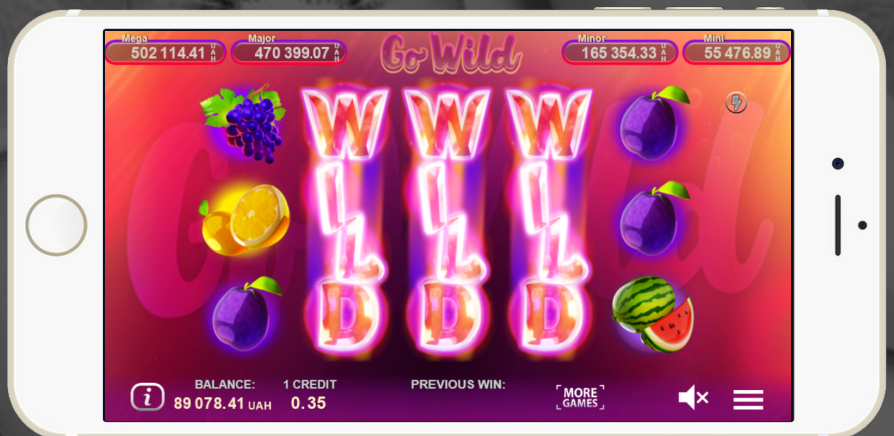 Mega
502 114.41 UAH
Major
470 399.07 UAH
Go Wild
Minor
165 354.33 UAH
Mini
55 476.89 UAH
WILD
WILD
WILD
i
BALANCE:
89 078.41 UAH
1 CREDIT
0.35
PREVIOUS WIN:
MORE
GAMES